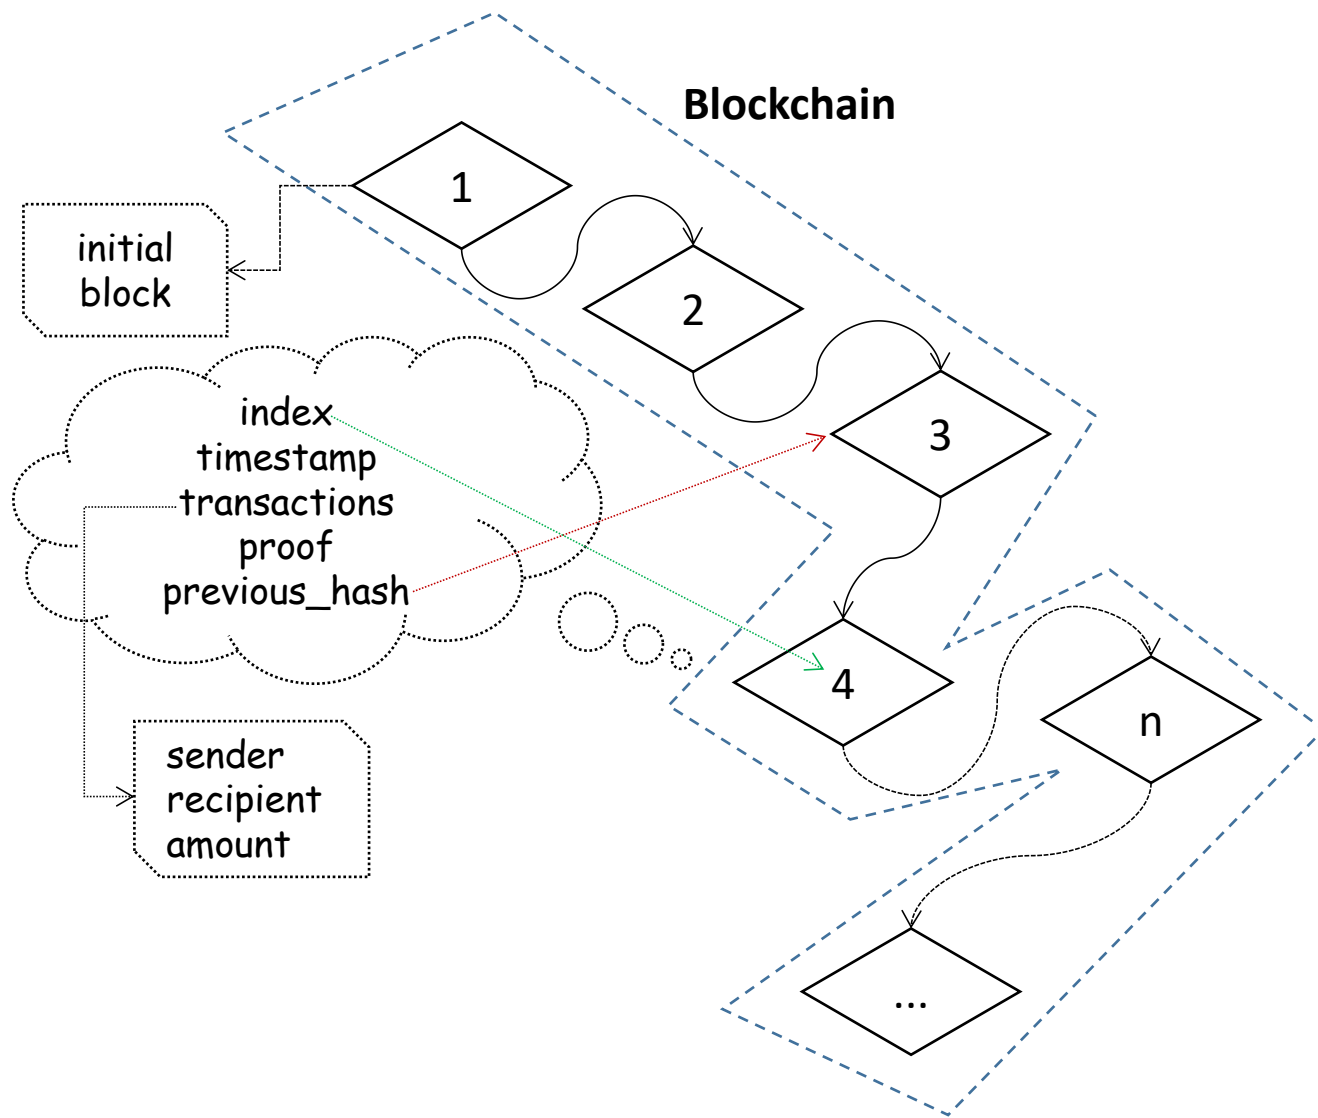 Blockchain
1
initial
block
2
3
index
timestamp
transactions
proof
previous_hash
4
n
sender
recipient
amount
...